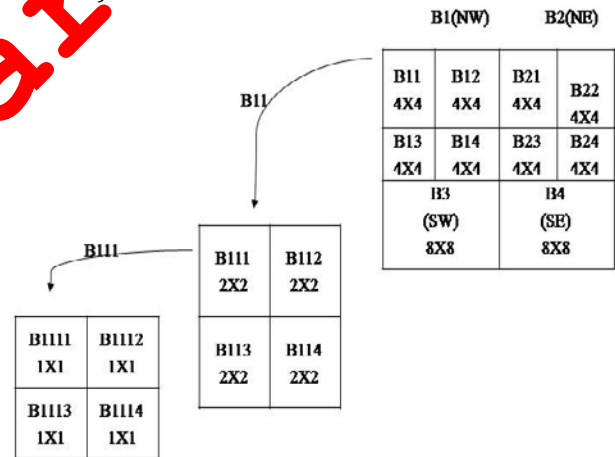 B1(NW) B2(NE)
B11 B12 B21 B22
4X4 4X4 4X4 4X4
B13 B14 B23 B24
4X4 4X4 4X4 4X4
B3 B4
(SW) (SE)
8X8 8X8
B11
B111 B112
2X2 2X2
B113 B114
2X2 2X2
B111
B1111 B1112
1X1 1X1
B1113 B1114
1X1 1X1